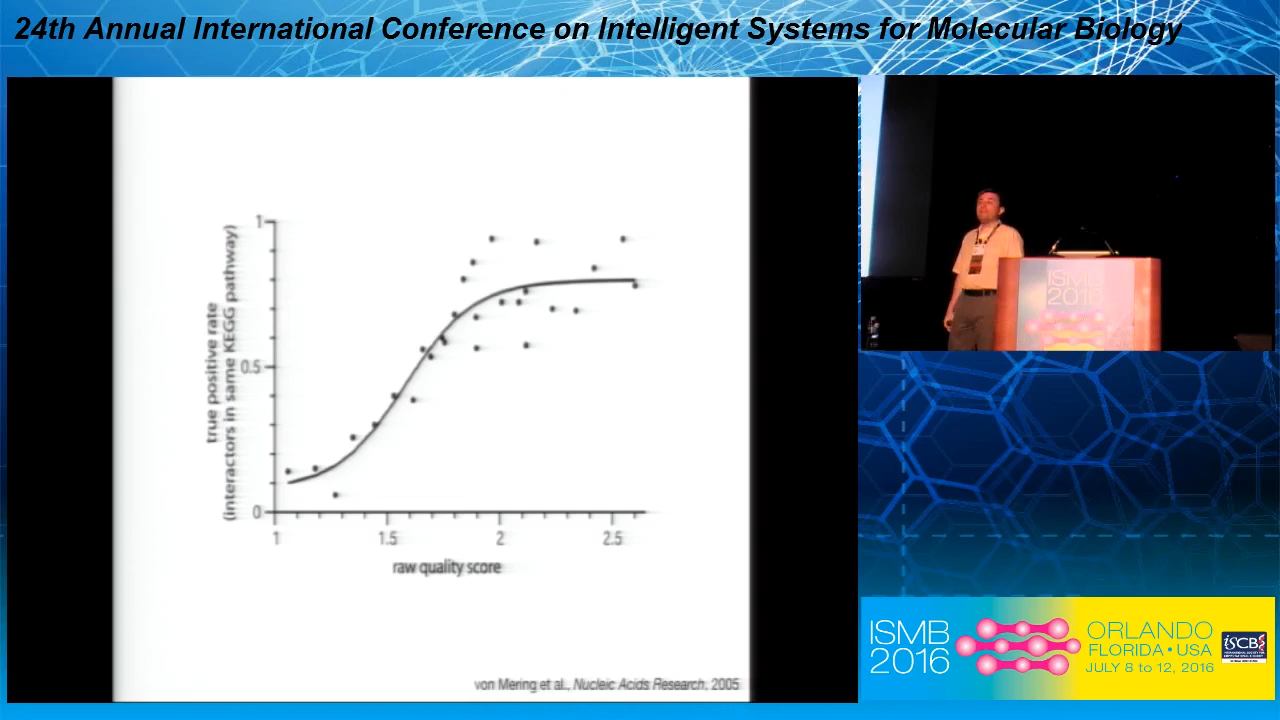 24th Annual International Conference on Intelligent Systems for Molecular Biology
1
0.5
0
true positive rate
(interactors in same KEGG pathway)
1
1.5
2
2.5
raw quality score
von Mering et al., Nucleic Acids Research, 2005
ISMB
2016
ISMB
2016
ORLANDO
FLORIDA • USA
JULY 8 to 12, 2016
ISCB